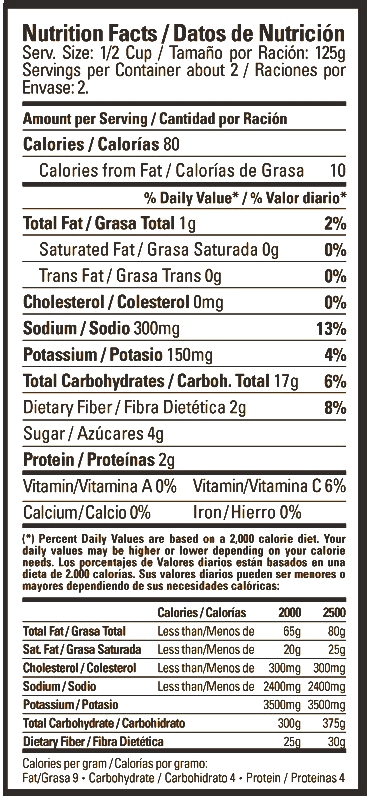 Nutrition Facts / Datos de Nutrición
Serv. Size: 1/2 Cup / Tamaño por Ración: 125g
Servings per Container about 2 / Raciones por
Envase: 2.
Amount per Serving / Cantidad por Ración
Calories / Calorías 80
Calories from Fat / Calorías de Grasa 10
% Daily Value* / % Valor diario*
Total Fat / Grasa Total 1g 2%
Saturated Fat / Grasa Saturada 0g 0%
Trans Fat / Grasa Trans 0g 0%
Cholesterol / Colesterol 0mg 0%
Sodium / Sodio 300mg 13%
Potassium / Potasio 150mg 4%
Total Carbohydrates / Carboh. Total 17g 6%
Dietary Fiber / Fibra Dietética 2g 8%
Sugar / Azúcares 4g
Protein / Proteínas 2g
Vitamin/Vitamina A 0% Vitamin/Vitamina C 6%
Calcium/Calcio 0% Iron/Hierro 0%
(*) Percent Daily Values are based on a 2,000 calorie diet. Your
daily values may be higher or lower depending on your calorie
needs. Los porcentajes de Valores diarios están basados en una
dieta de 2.000 calorías. Sus valores diarios pueden ser menores o
mayores dependiendo de sus necesidades calóricas:
Calories / Calorías 2000 2500
Total Fat / Grasa Total Less than/Menos de 65g 80g
Sat. Fat / Grasa Saturada Less than/Menos de 20g 25g
Cholesterol / Colesterol Less than/Menos de 300mg 300mg
Sodium / Sodio Less than/Menos de 2400mg 2400mg
Potassium / Potasio 3500mg 3500mg
Total Carbohydrate / Carbohidrato 300g 375g
Dietary Fiber / Fibra Dietética 25g 30g
Calories per gram / Calorías por gramo:
Fat/Grasa 9 • Carbohydrate / Carbohidrato 4 • Protein / Proteínas 4